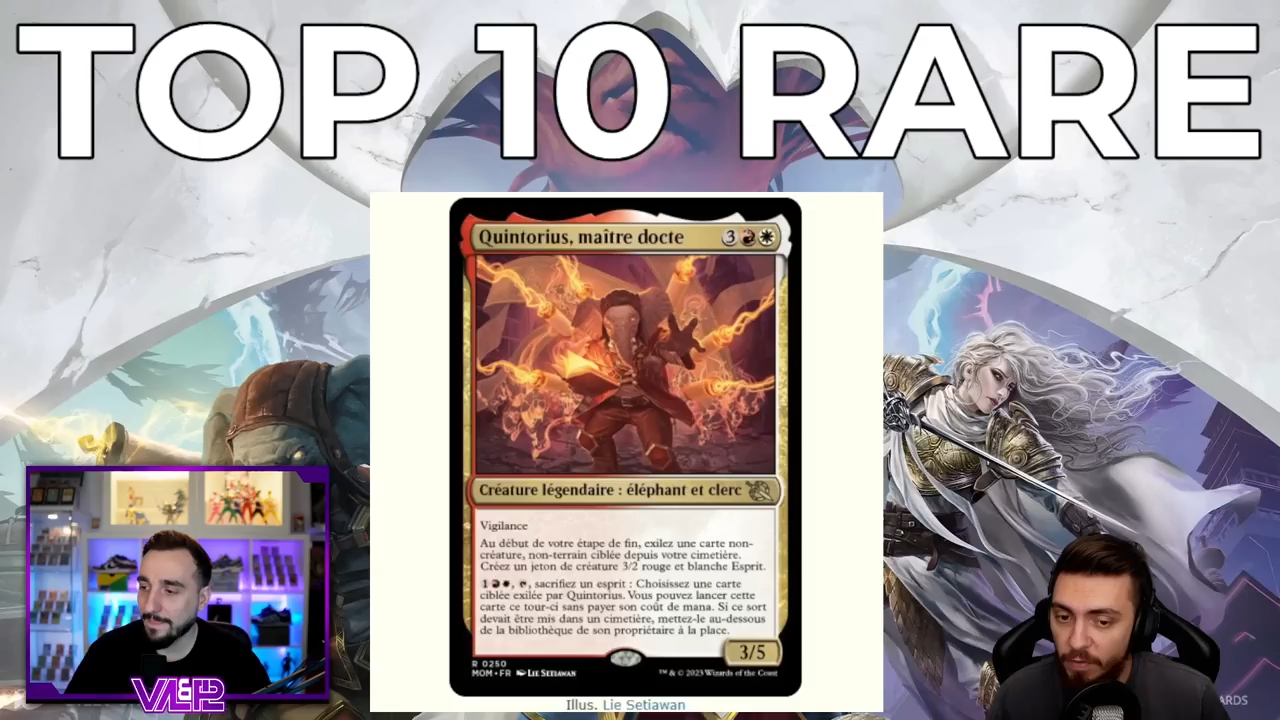 TOP 10 RARE
Quintorius, maître docte 3
Créature légendaire : éléphant et clerc
Vigilance
Au début de votre étape de fin, exilez une carte non-
créature, non-terrain ciblée depuis votre cimetière.
Créez un jeton de créature 3/2 rouge et blanche Esprit.
1, sacrifiez un esprit : Choisissez une carte
ciblée exilée par Quintorius. Vous pouvez lancer cette
carte ce tour-ci sans payer son coût de mana. Si ce sort
devait être mis dans un cimetière, mettez-le au-dessous
de la bibliothèque de son propriétaire à la place.
3/5
R 0250
MOM • FR Lie Setiawan
™ & © 2023 Wizards of the Coast
Illus. Lie Setiawan
ARDS